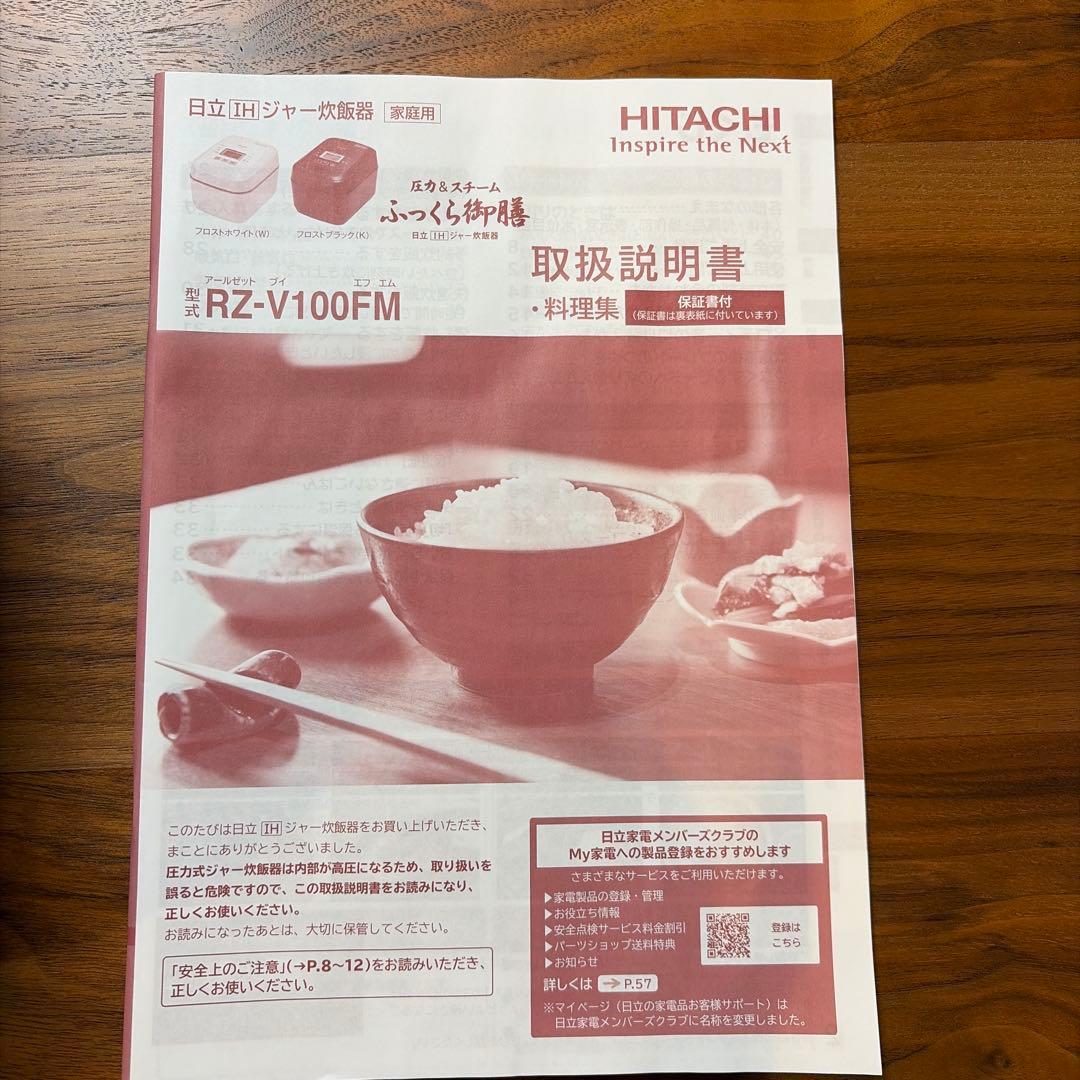 日立IHジャー炊飯器 家庭用
HITACHI
Inspire the Next
フロストホワイト(W)
フロストブラック(K)
圧力&スチーム
ふっくら御膳
日立IHジャー炊飯器
取扱説明書
・料理集
保証書付
(保証書は裏表紙に付いています)
アールゼット ブイ エフ エム
型式 RZ-V100FM
このたびは日立IHジャー炊飯器をお買い上げいただき、
まことにありがとうございました。
圧力式ジャー炊飯器は内部が高圧になるため、取り扱いを
誤ると危険ですので、この取扱説明書をお読みになり、
正しくお使いください。
お読みになったあとは、大切に保管してください。
「安全上のご注意」(→P.8~12)をお読みいただき、
正しくお使いください。
日立家電メンバーズクラブの
My家電への製品登録をおすすめします
さまざまなサービスをご利用いただけます。
▶家電製品の登録・管理
▶お役立ち情報
▶安全点検サービス料金割引
▶パーツショップ送料特典
▶お知らせ
登録は
こちら
詳しくは → P.57
※マイページ（日立の家電品お客様サポート）は
日立家電メンバーズクラブに名称を変更しました。